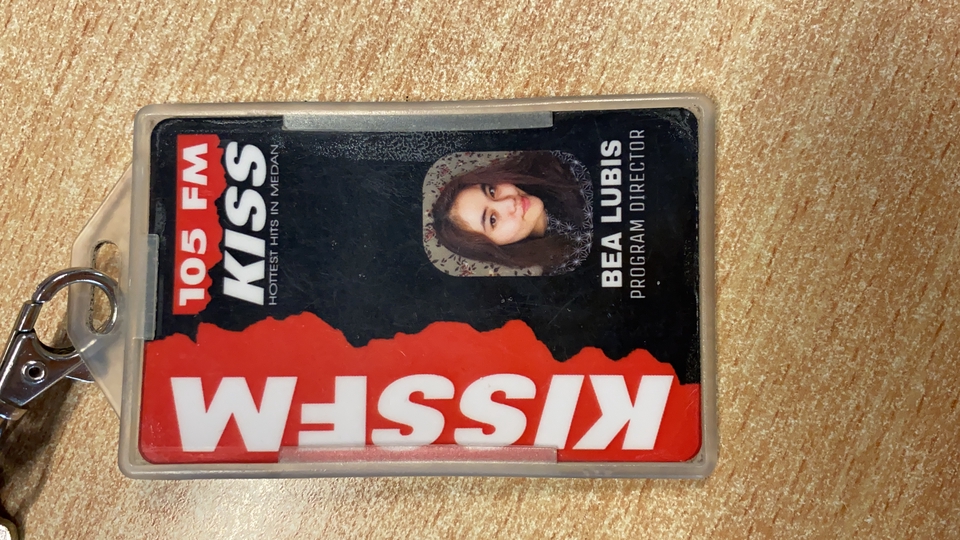 105 FM
KISS
HOTTEST HITS IN MEDAN
BEA LUBIS
PROGRAM DIRECTOR
KISSFM